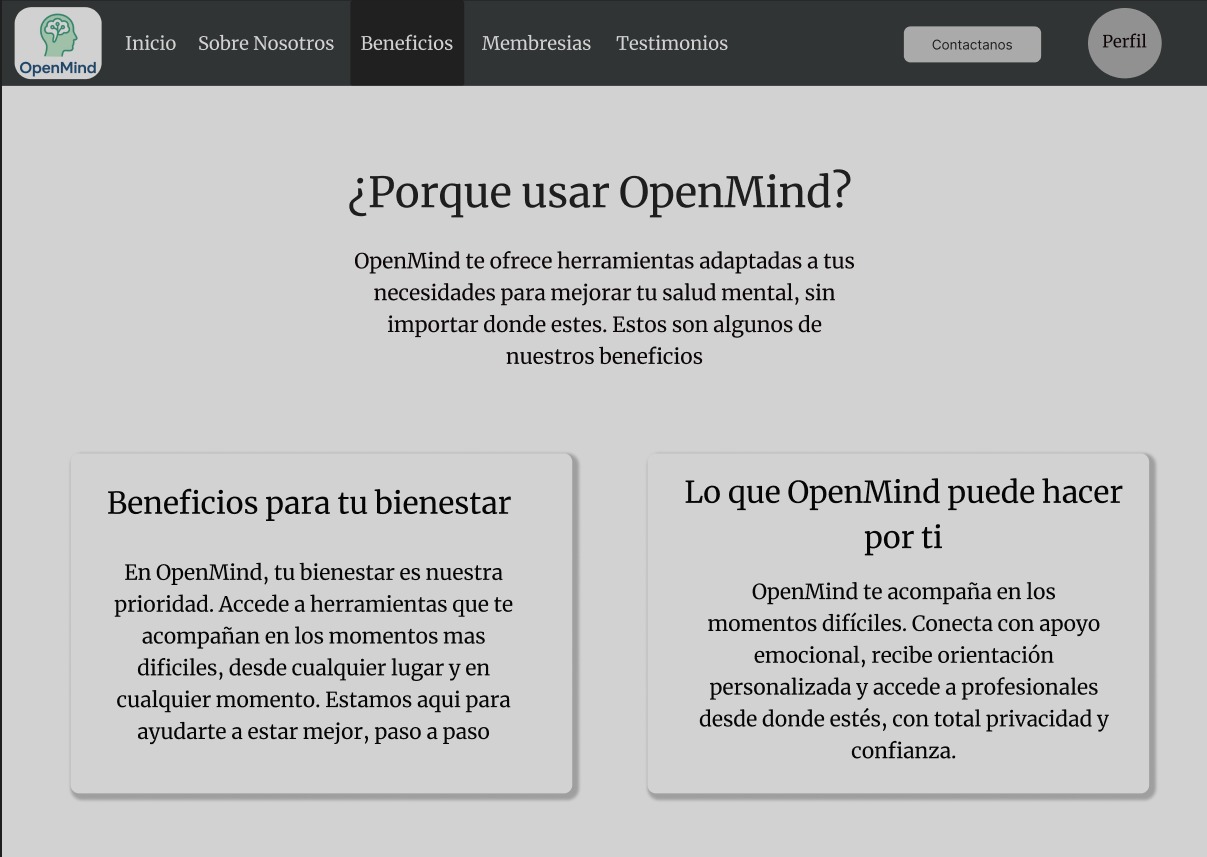 OpenMind
Inicio
Sobre Nosotros
Beneficios
Membresias
Testimonios
Contactanos
Perfil
¿Porque usar OpenMind?
OpenMind te ofrece herramientas adaptadas a tus
necesidades para mejorar tu salud mental, sin
importar donde estes. Estos son algunos de
nuestros beneficios
Beneficios para tu bienestar
En OpenMind, tu bienestar es nuestra
prioridad. Accede a herramientas que te
acompañan en los momentos mas
dificiles, desde cualquier lugar y en
cualquier momento. Estamos aqui para
ayudarte a estar mejor, paso a paso
Lo que OpenMind puede hacer
por ti
OpenMind te acompaña en los
momentos difíciles. Conecta con apoyo
emocional, recibe orientación
personalizada y accede a profesionales
desde donde estés, con total privacidad y
confianza.